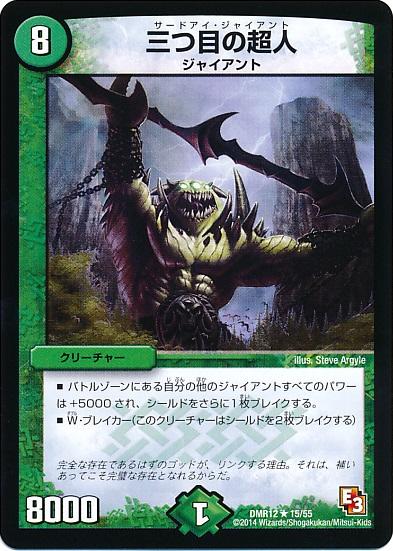 8
サードアイ・ジャイアント
三つ目の超人
ジャイアント
クリーチャー
illus. Steve Argyle
■ バトルゾーンにある自分の他のジャイアントすべてのパワー
は+5000 され、シールドをさらに1枚ブレイクする。
■ W・ブレイカー(このクリーチャーはシールドを2枚ブレイクする)
完全な存在であるはずのゴッドが、リンクする理由。それは、補い
あってこそ完璧な存在となれるからだ。
8000
1
DMR12 ★ 15/55
©2014 Wizards/Shogakukan/Mitsui-Kids
E3